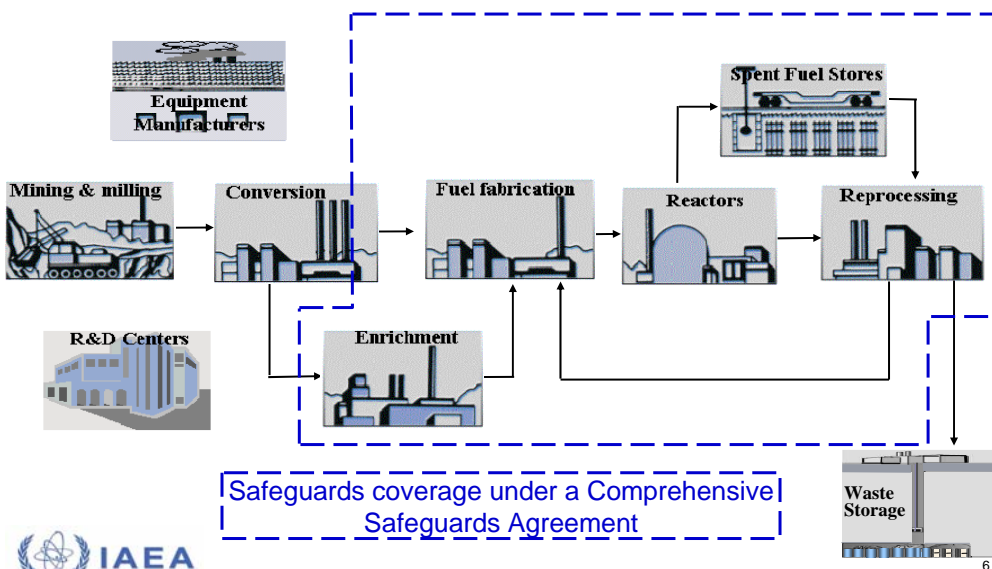 Equipment
Manufacturers
Spent Fuel Stores
Mining & milling
Conversion
Fuel fabrication
Reactors
Reprocessing
R&D Centers
Enrichment
Safeguards coverage under a Comprehensive
Safeguards Agreement
Waste
Storage
IAEA
6